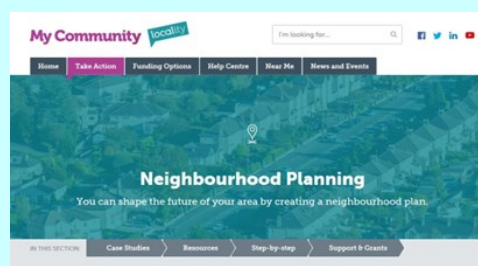 My Community locality
I'm looking for...
Home Take Action Funding Options Help Centre Near Me News and Events
Neighbourhood Planning
You can shape the future of your area by creating a neighbourhood plan.
IN THIS SECTION: Case Studies Resources Step-by-step Support & Grants